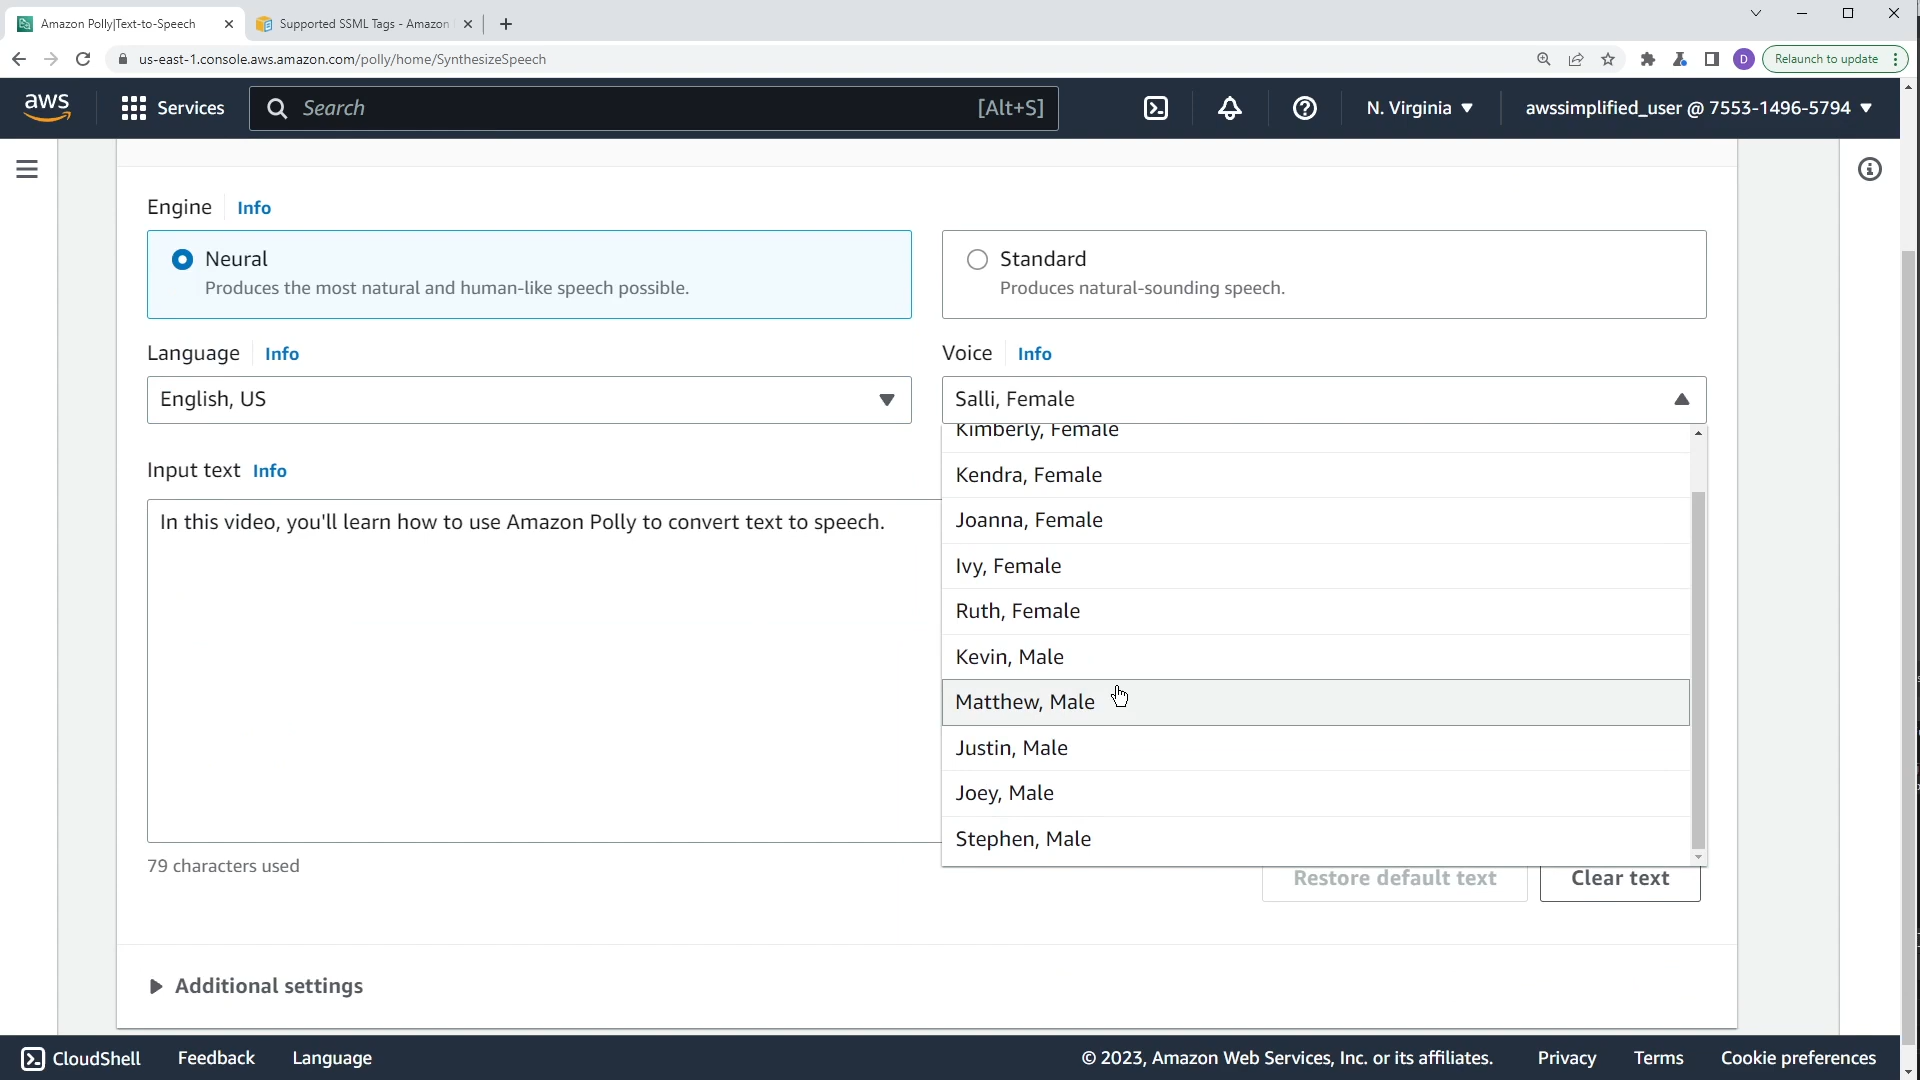 Amazon Polly|Text-to-Speech
Supported SSML Tags - Amazon
us-east-1.console.aws.amazon.com/polly/home/SynthesizeSpeech
D
Relaunch to update
aws
Services
Search
[Alt+S]
N. Virginia
awssimplified_user @ 7553-1496-5794
Engine
Info
Neural
Produces the most natural and human-like speech possible.
Standard
Produces natural-sounding speech.
Language
Info
English, US
Voice
Info
Salli, Female
Kimberly, Female
Kendra, Female
Joanna, Female
Ivy, Female
Ruth, Female
Kevin, Male
Matthew, Male
Justin, Male
Joey, Male
Stephen, Male
Input text
Info
In this video, you'll learn how to use Amazon Polly to convert text to speech.
79 characters used
Restore default text
Clear text
Additional settings
CloudShell
Feedback
Language
© 2023, Amazon Web Services, Inc. or its affiliates.
Privacy
Terms
Cookie preferences